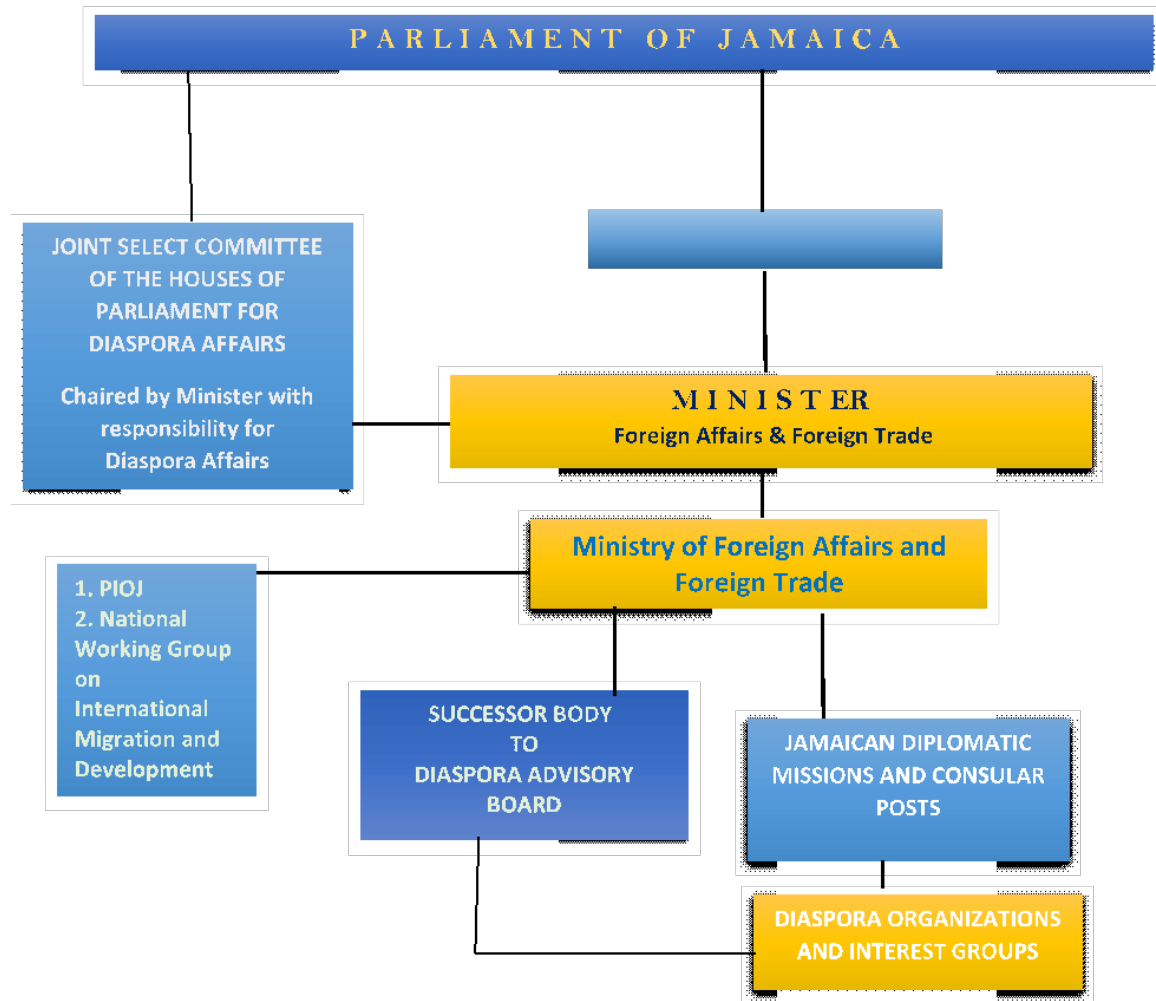 PARLIAMENT OF JAMAICA
JOINT SELECT COMMITTEE
OF THE HOUSES OF
PARLIAMENT FOR
DIASPORA AFFAIRS
Chaired by Minister with
responsibility for
Diaspora Affairs
MINISTER
Foreign Affairs & Foreign Trade
Ministry of Foreign Affairs and
Foreign Trade
1. PIOJ
2. National
Working Group
on
International
Migration and
Development
SUCCESSOR BODY
TO
DIASPORA ADVISORY
BOARD
JAMAICAN DIPLOMATIC
MISSIONS AND CONSULAR
POSTS
DIASPORA ORGANIZATIONS
AND INTEREST GROUPS